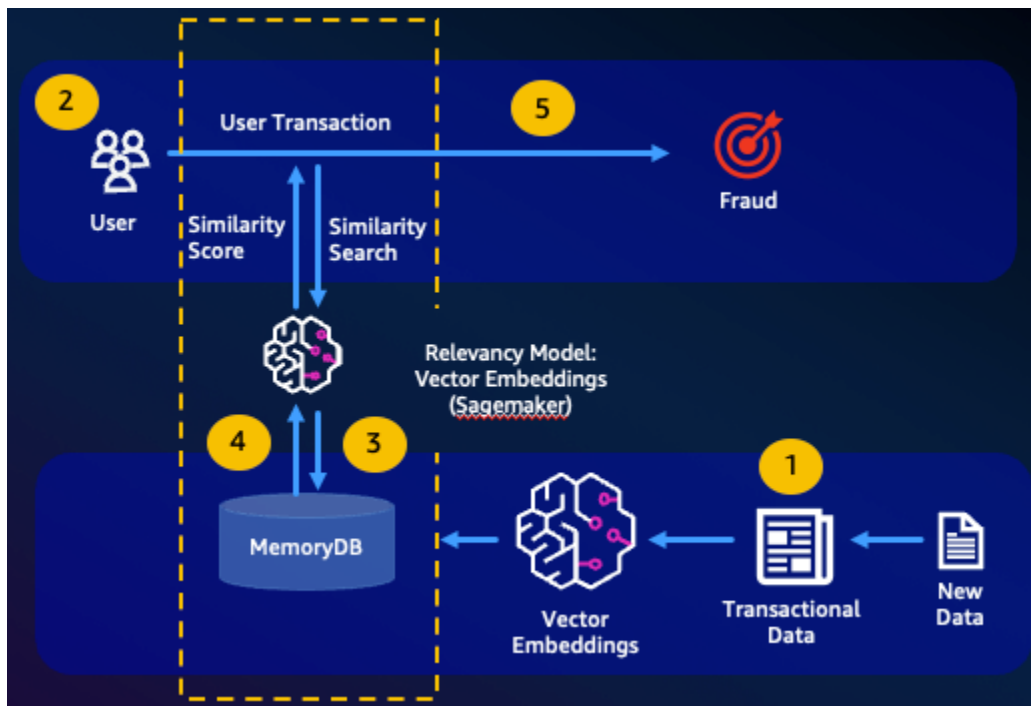 2
5
User Transaction
User
Similarity
Score
Similarity
Search
Fraud
Relevancy Model:
Vector Embeddings
(Sagemaker)
4
3
1
MemoryDB
Vector
Embeddings
Transactional
Data
New
Data